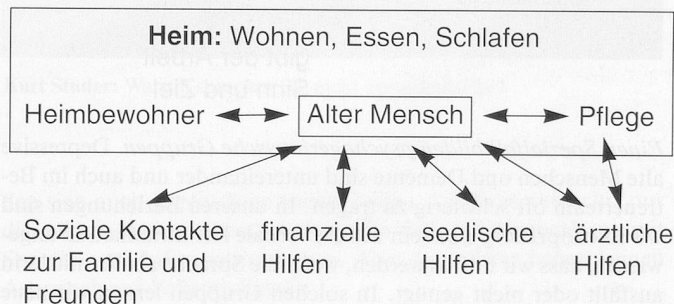 Heim: Wohnen, Essen, Schlafen
Heimbewohner Alter Mensch Pflege
Soziale Kontakte finanzielle seelische ärztliche
zur Familie und Hilfen Hilfen Hilfen
Freunden